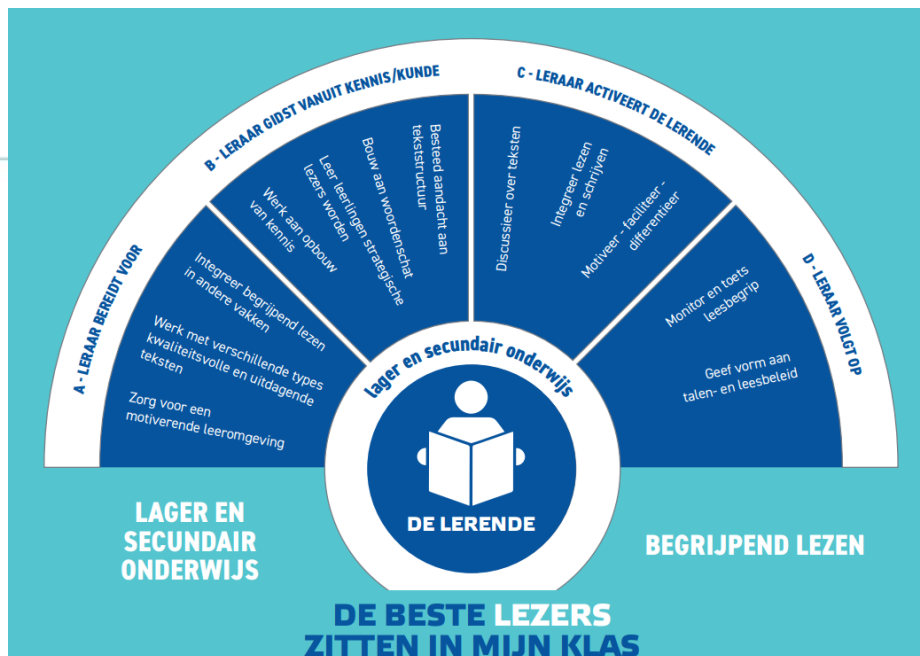 A - LERAAR BEREIDT VOOR
Zorg voor een
motiverende leeromgeving
Werk met verschillende types
kwaliteitsvolle en uitdagende
teksten
Integreer begrijpend lezen
in andere vakken
B - LERAAR GIDST VANUIT KENNIS/KUNDE
Werk aan opbouw
van kennis
Leer leerlingen strategische
lezers worden
Bouw aan woordenschat
Besteed aandacht aan
tekststructuur
C - LERAAR ACTIVEERT DE LERENDE
Discussieer over teksten
Integreer lezen
en schrijven
Motiveer - faciliteer -
differentieer
D - LERAAR VOLGT OP
Monitor en toets
leesbegrip
Geef vorm aan
talen- en leesbeleid
lager en secundair onderwijs
DE LERENDE
LAGER EN
SECUNDAIR
ONDERWIJS
BEGRIJPEND LEZEN
DE BESTE LEZERS
ZITTEN IN MIJN KLAS